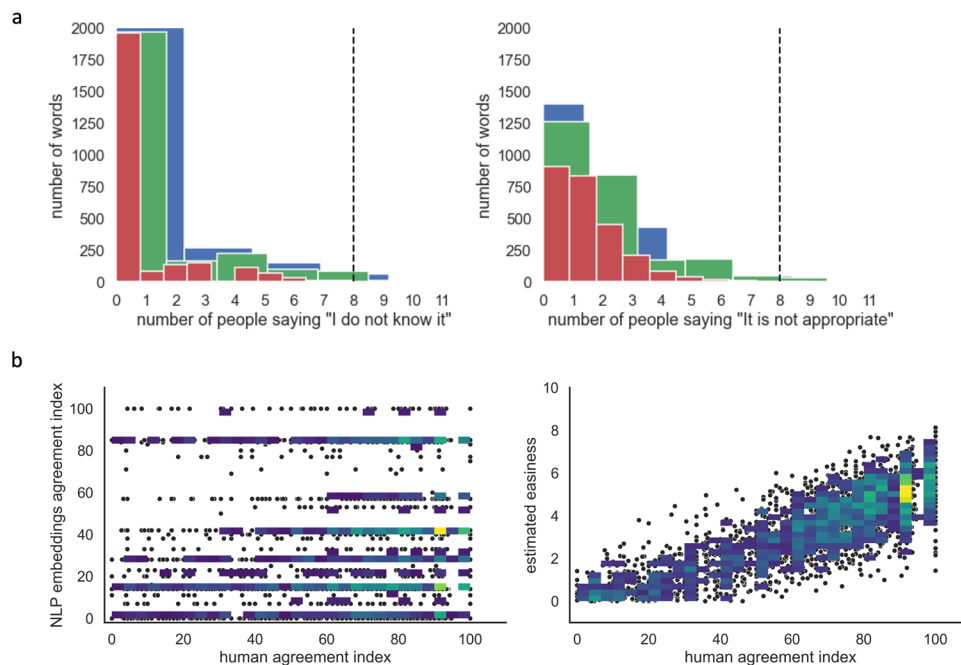 a
2000
1750
1500
1250
1000
750
500
250
0
number of words
0 1 2 3 4 5 6 7 8 9 10 11
number of people saying "I do not know it"
2000
1750
1500
1250
1000
750
500
250
0
number of words
0 1 2 3 4 5 6 7 8 9 10 11
number of people saying "It is not appropriate"
b
100
80
60
40
20
0
NLP embeddings agreement index
0 20 40 60 80 100
human agreement index
10
8
6
4
2
0
estimated easiness
0 20 40 60 80 100
human agreement index